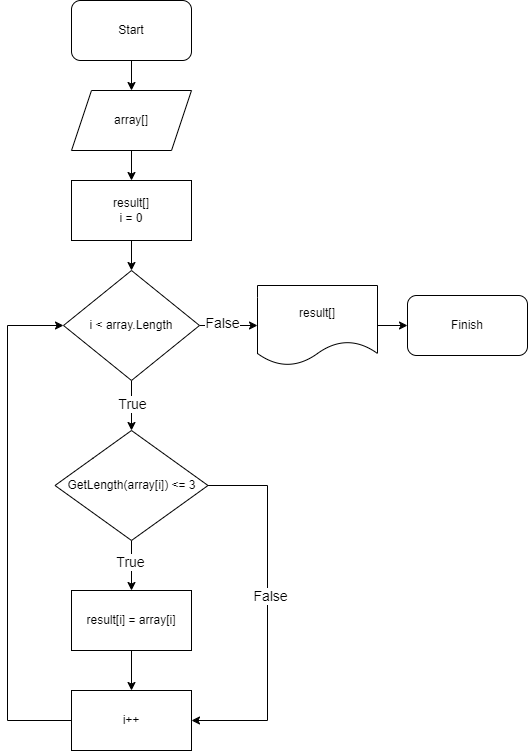 Start
array[]
result[]
i = 0
i < array.Length
False
result[]
Finish
True
GetLength(array[i]) <= 3
True
False
result[i] = array[i]
i++